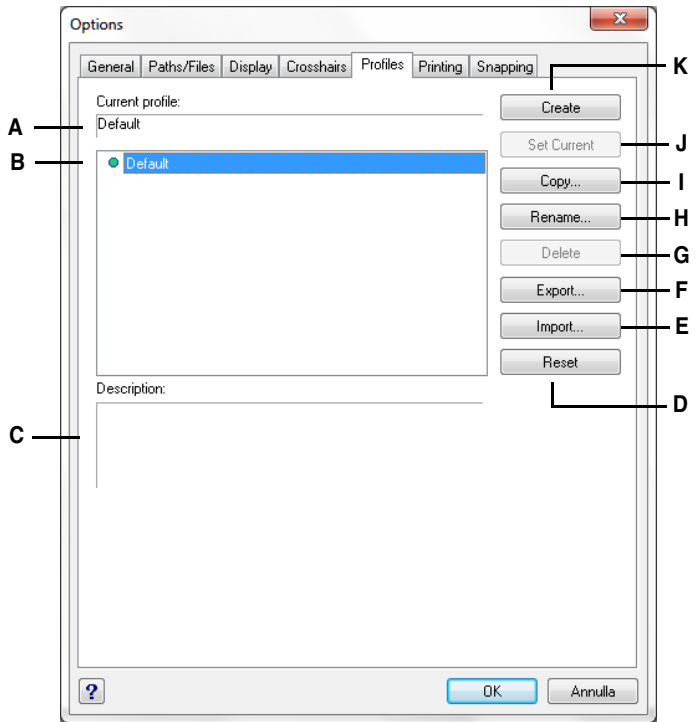 Options
General Paths/Files Display Crosshairs Profiles Printing Snapping
K
Current profile:
Create
A
Default
Set Current
J
B
Default
Copy...
I
Rename...
H
Delete
G
Export...
F
Import...
E
Reset
Description:
D
C
?
OK
Annulla